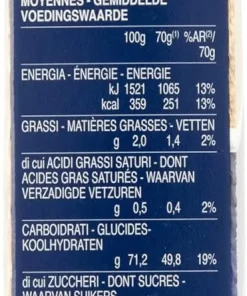 MOYENNES - GEMIDDELDE
VOEDINGSWAARDE
100g 70g(1) %AR(2)/
70g
ENERGIA - ÉNERGIE - ENERGIE
kJ 1521 1065 13%
kcal 359 251 13%
GRASSI - MATIÈRES GRASSES - VETTEN
g 2,0 1,4 2%
di cui ACIDI GRASSI SATURI - DONT
ACIDES GRAS SATURÉS - WAARVAN
VERZADIGDE VETZUREN
g 0,5 0,4 2%
CARBOIDRATI - GLUCIDES-
KOOLHYDRATEN
g 71,2 49,8 19%
di cui ZUCCHERI - DONT SUCRES -
WAARVAN SUIKERS